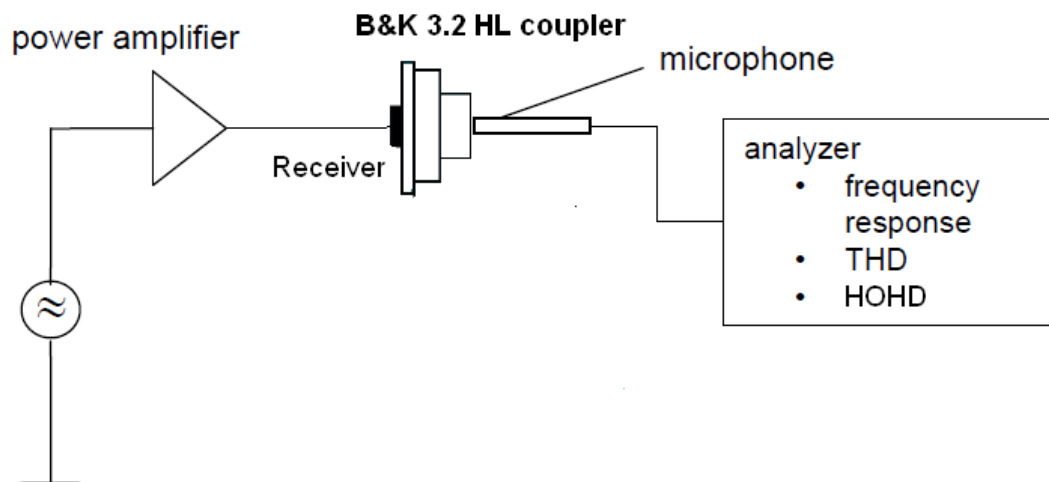 B&K 3.2 HL coupler
power amplifier
microphone
Receiver
analyzer
• frequency
response
• THD
• HOHD
≈